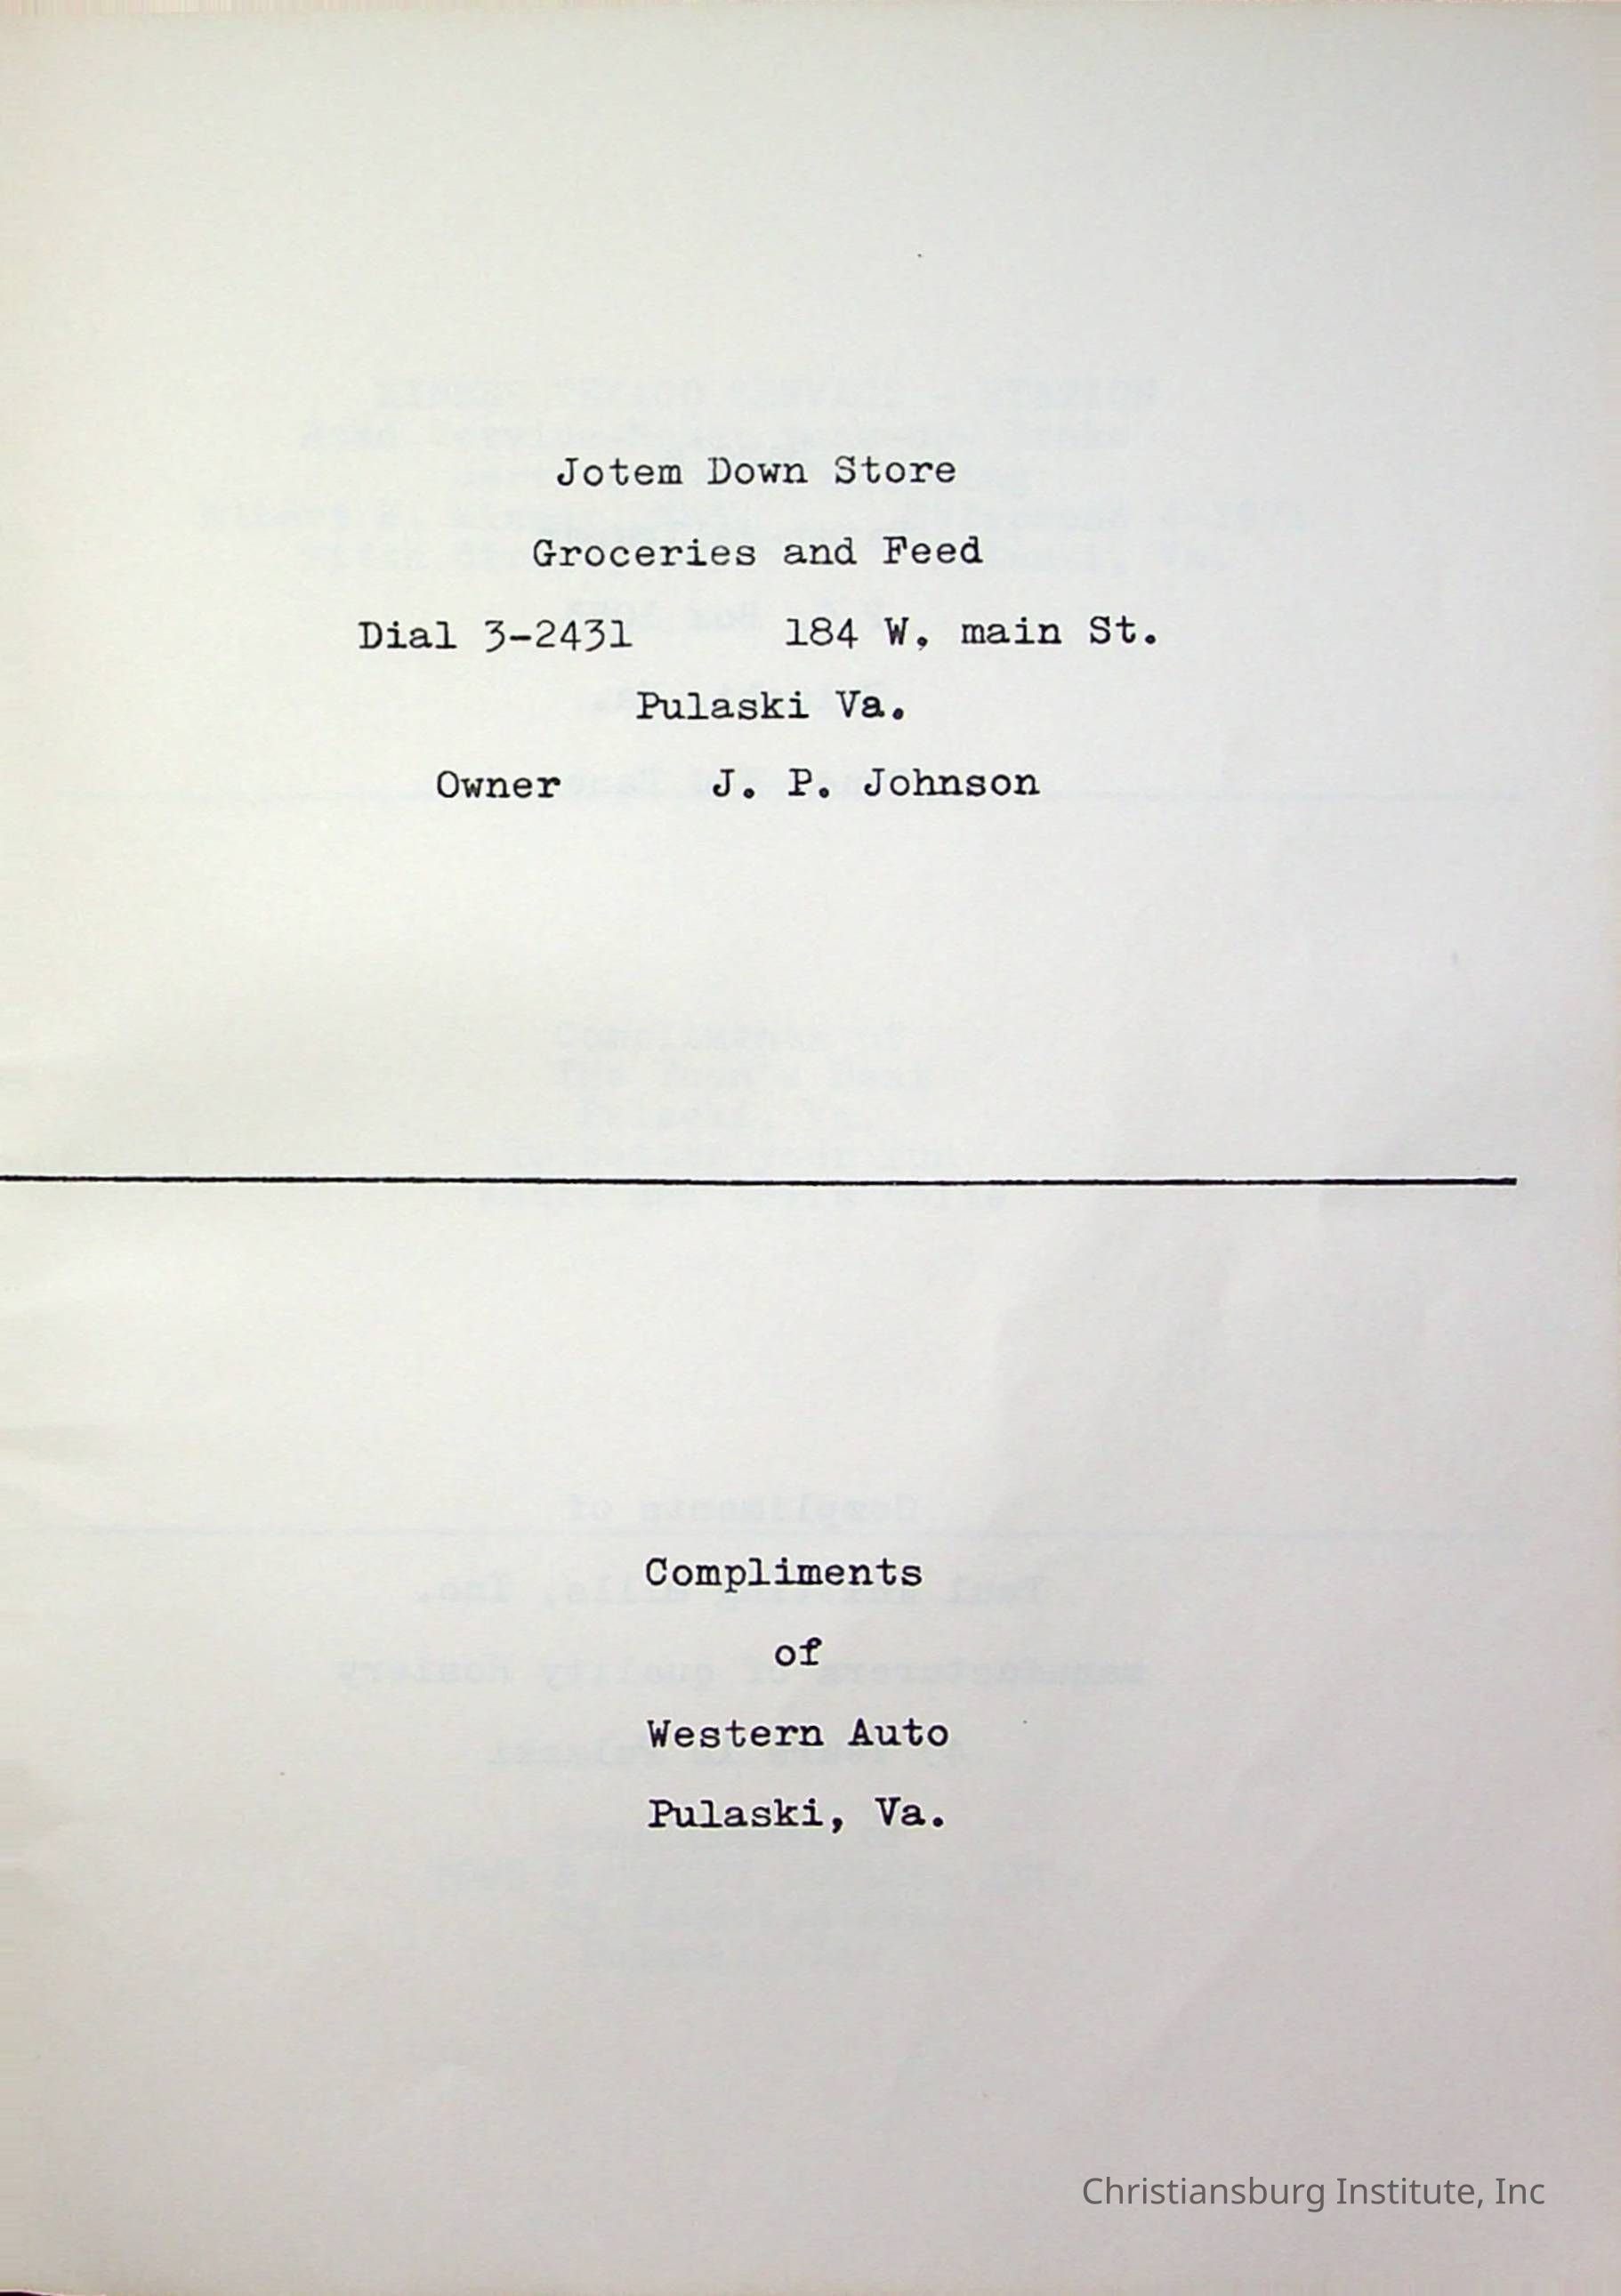 Jotem Down Store
Groceries and Feed
Dial 3-2431 184 W. main St.
Pulaski Va.
Owner J. P. Johnson
Compliments
of
Western Auto
Pulaski, Va.
Christiansburg Institute, Inc